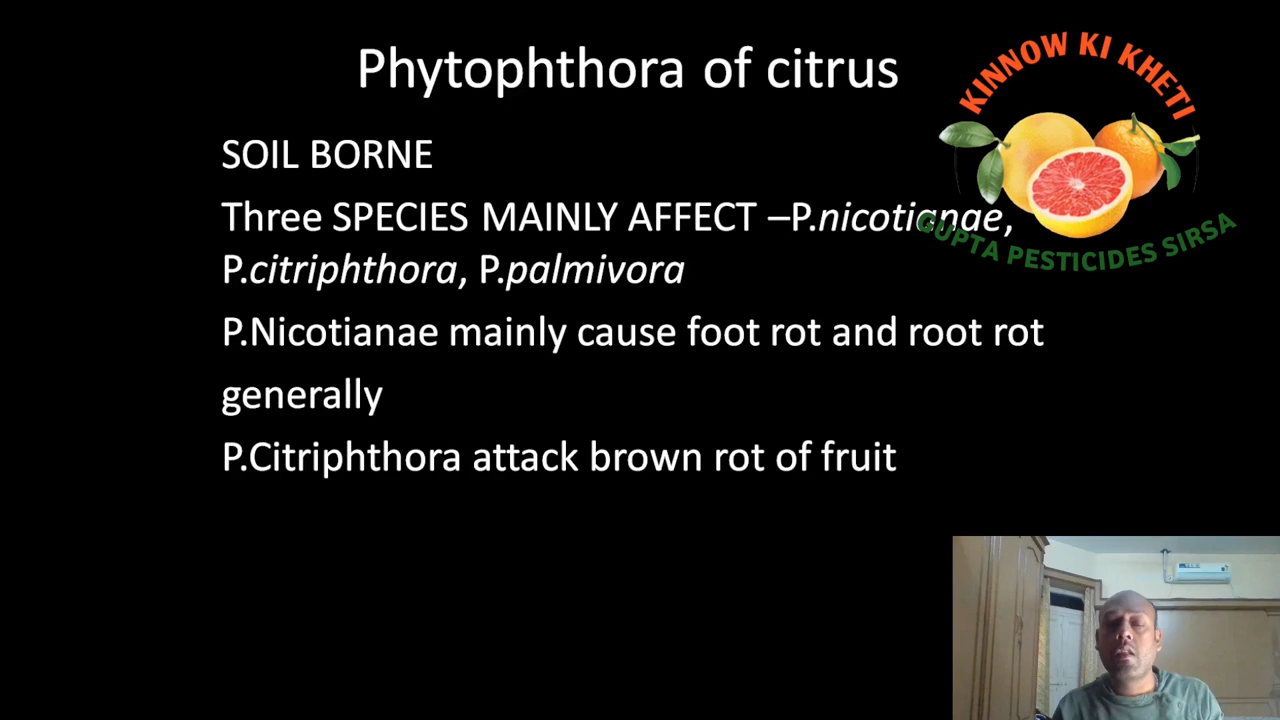 Phytophthora of citrus
KINNOW KI KHETI
SOIL BORNE
Three SPECIES MAINLY AFFECT –P.nicotianae,
GUPTA PESTICIDES SIRSA
P.citriphthora, P.palmivora
P.Nicotianae mainly cause foot rot and root rot
generally
P.Citriphthora attack brown rot of fruit